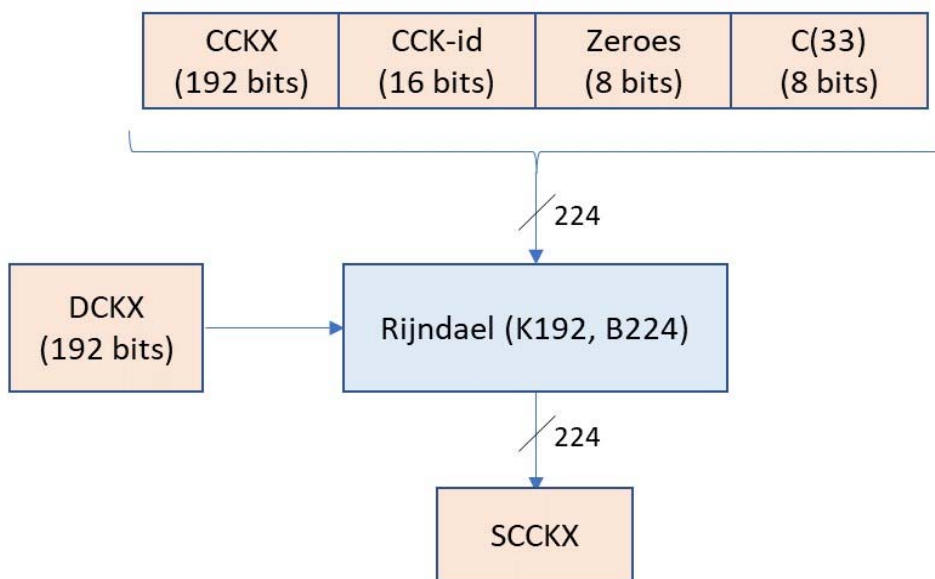 CCKX
(192 bits)
CCK-id
(16 bits)
Zeroes
(8 bits)
C(33)
(8 bits)
224
DCKX
(192 bits)
Rijndael (K192, B224)
224
SCCKX